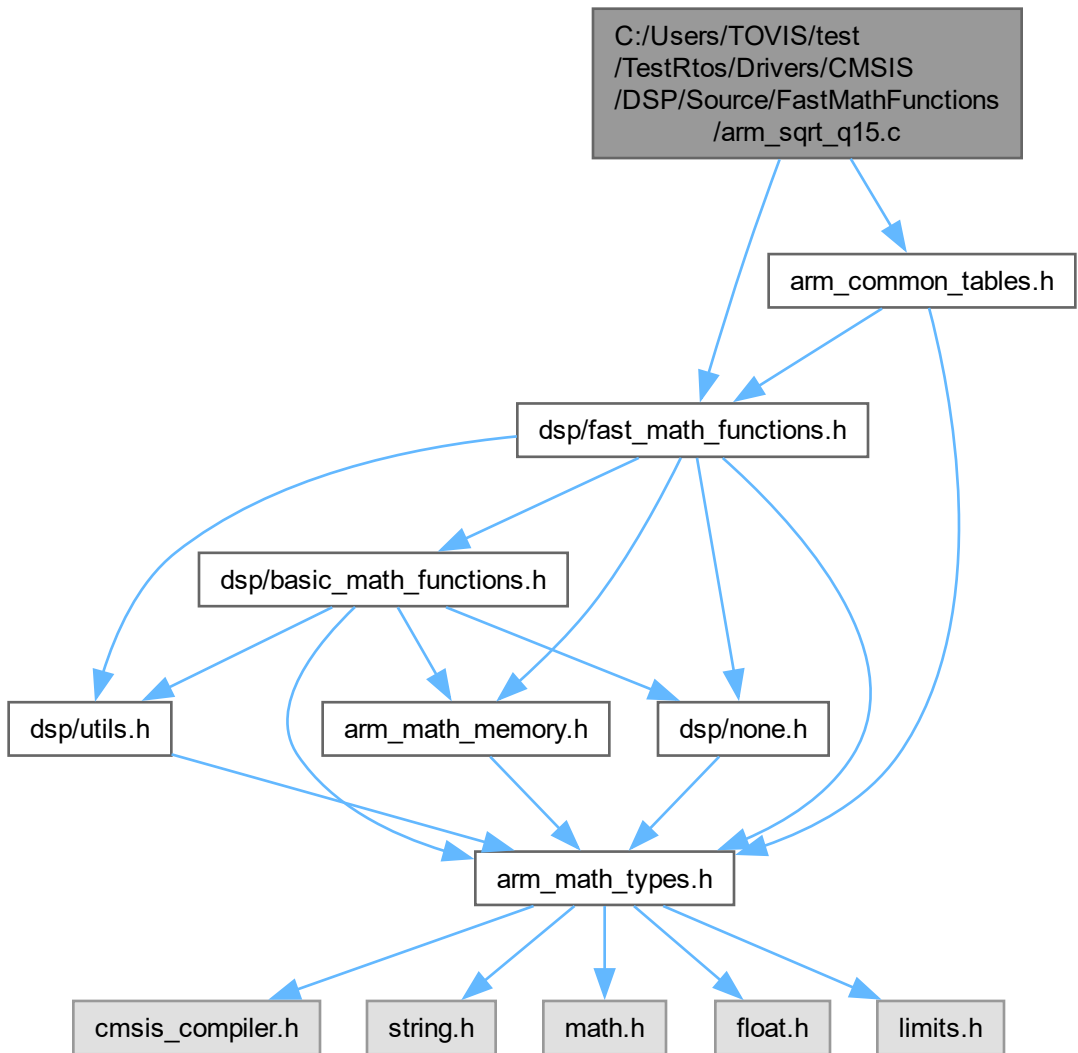 C:/Users/TOVIS/test
/TestRtos/Drivers/CMSIS
/DSP/Source/FastMathFunctions
/arm_sqrt_q15.c
arm_common_tables.h
dsp/fast_math_functions.h
dsp/basic_math_functions.h
dsp/utils.h
arm_math_memory.h
dsp/none.h
arm_math_types.h
cmsis_compiler.h
string.h
math.h
float.h
limits.h